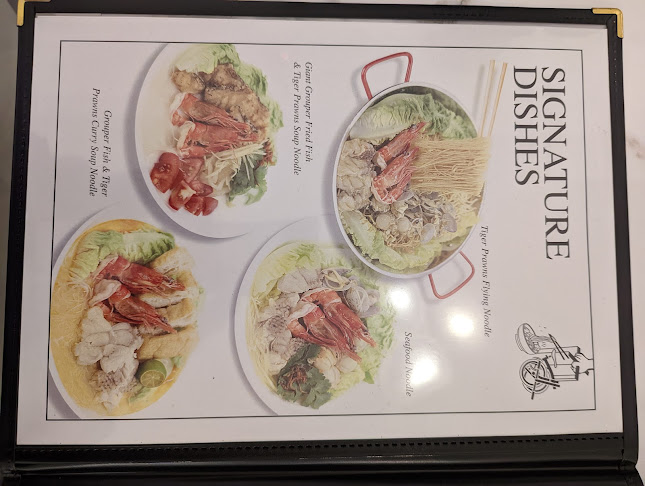 SIGNATURE
DISHES
Tiger Prawns Flying Noodle
Giant Grouper Fried Fish
& Tiger Prawns Soup Noodle
Seafood Noodle
Grouper Fish & Tiger
Prawns Curry Soup Noodle